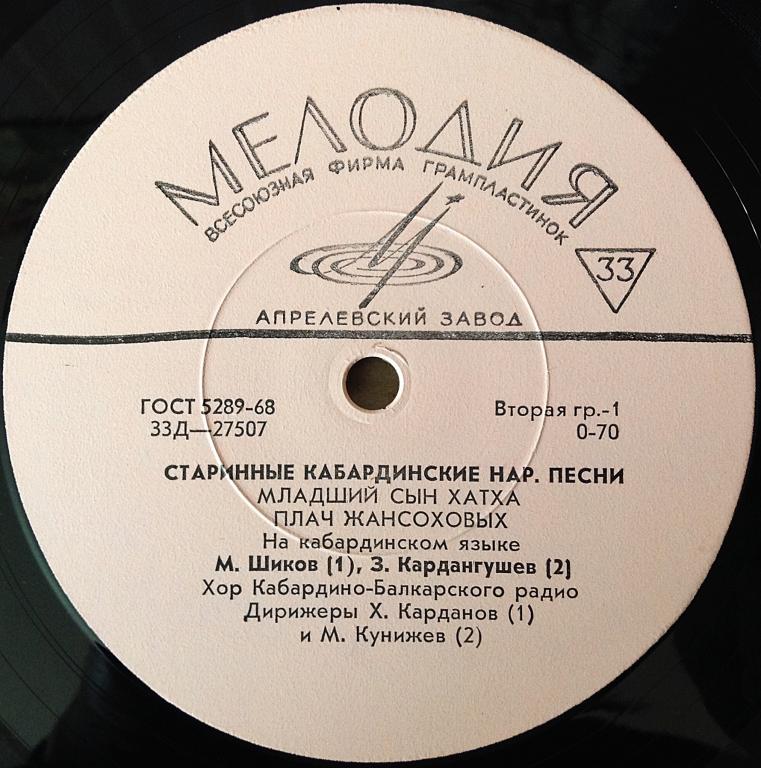 МЕЛОДИЯ
ВСЕСОЮЗНАЯ ФИРМА ГРАМПЛАСТИНОК
33
АПРЕЛЕВСКИЙ ЗАВОД
ГОСТ 5289-68
Вторая гр.-1
33Д—27507
0-70
СТАРИННЫЕ КАБАРДИНСКИЕ НАР. ПЕСНИ
МЛАДШИЙ СЫН ХАТХА
ПЛАЧ ЖАНСОХОВЫХ
На кабардинском языке
М. Шиков (1), З. Кардангушев (2)
Хор Кабардино-Балкарского радио
Дирижеры Х. Карданов (1)
и М. Кунижев (2)